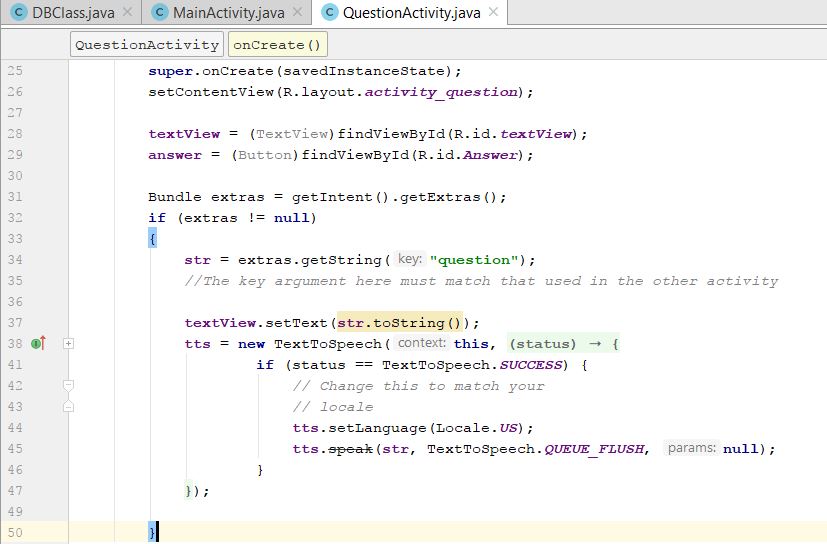 DBClass.java × MainActivity.java × QuestionActivity.java ×
QuestionActivity onCreate()
25 super.onCreate(savedInstanceState);
26 setContentView(R.layout.activity_question);
27
28 textView = (TextView)findViewById(R.id.textView);
29 answer = (Button)findViewById(R.id.Answer);
30
31 Bundle extras = getIntent().getExtras();
32 if (extras != null)
33 {
34 str = extras.getString( key: "question");
35 //The key argument here must match that used in the other activity
36
37 textView.setText(str.toString());
38 tts = new TextToSpeech( context: this, (status) → {
41 if (status == TextToSpeech.SUCCESS) {
42 // Change this to match your
43 // locale
44 tts.setLanguage(Locale.US);
45 tts.speak(str, TextToSpeech.QUEUE_FLUSH, params: null);
46 }
47 });
49
50 }